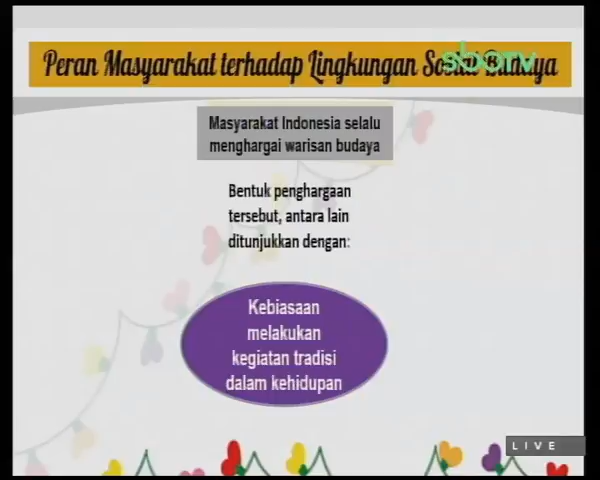 Peran Masyarakat terhadap Lingkungan Sosial Budaya
sbotv
Masyarakat Indonesia selalu
menghargai warisan budaya
Bentuk penghargaan
tersebut, antara lain
ditunjukkan dengan:
Kebiasaan
melakukan
kegiatan tradisi
dalam kehidupan
LIVE